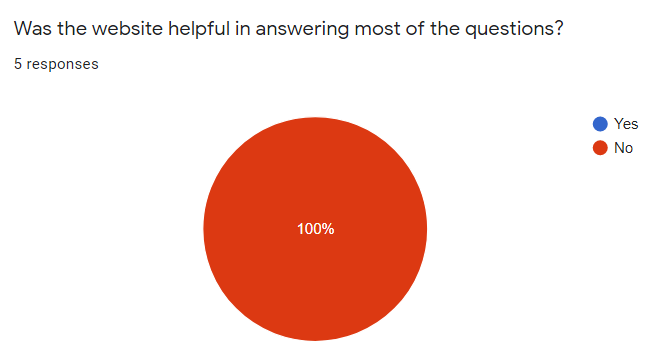 Was the website helpful in answering most of the questions?
5 responses
Yes
No
100%